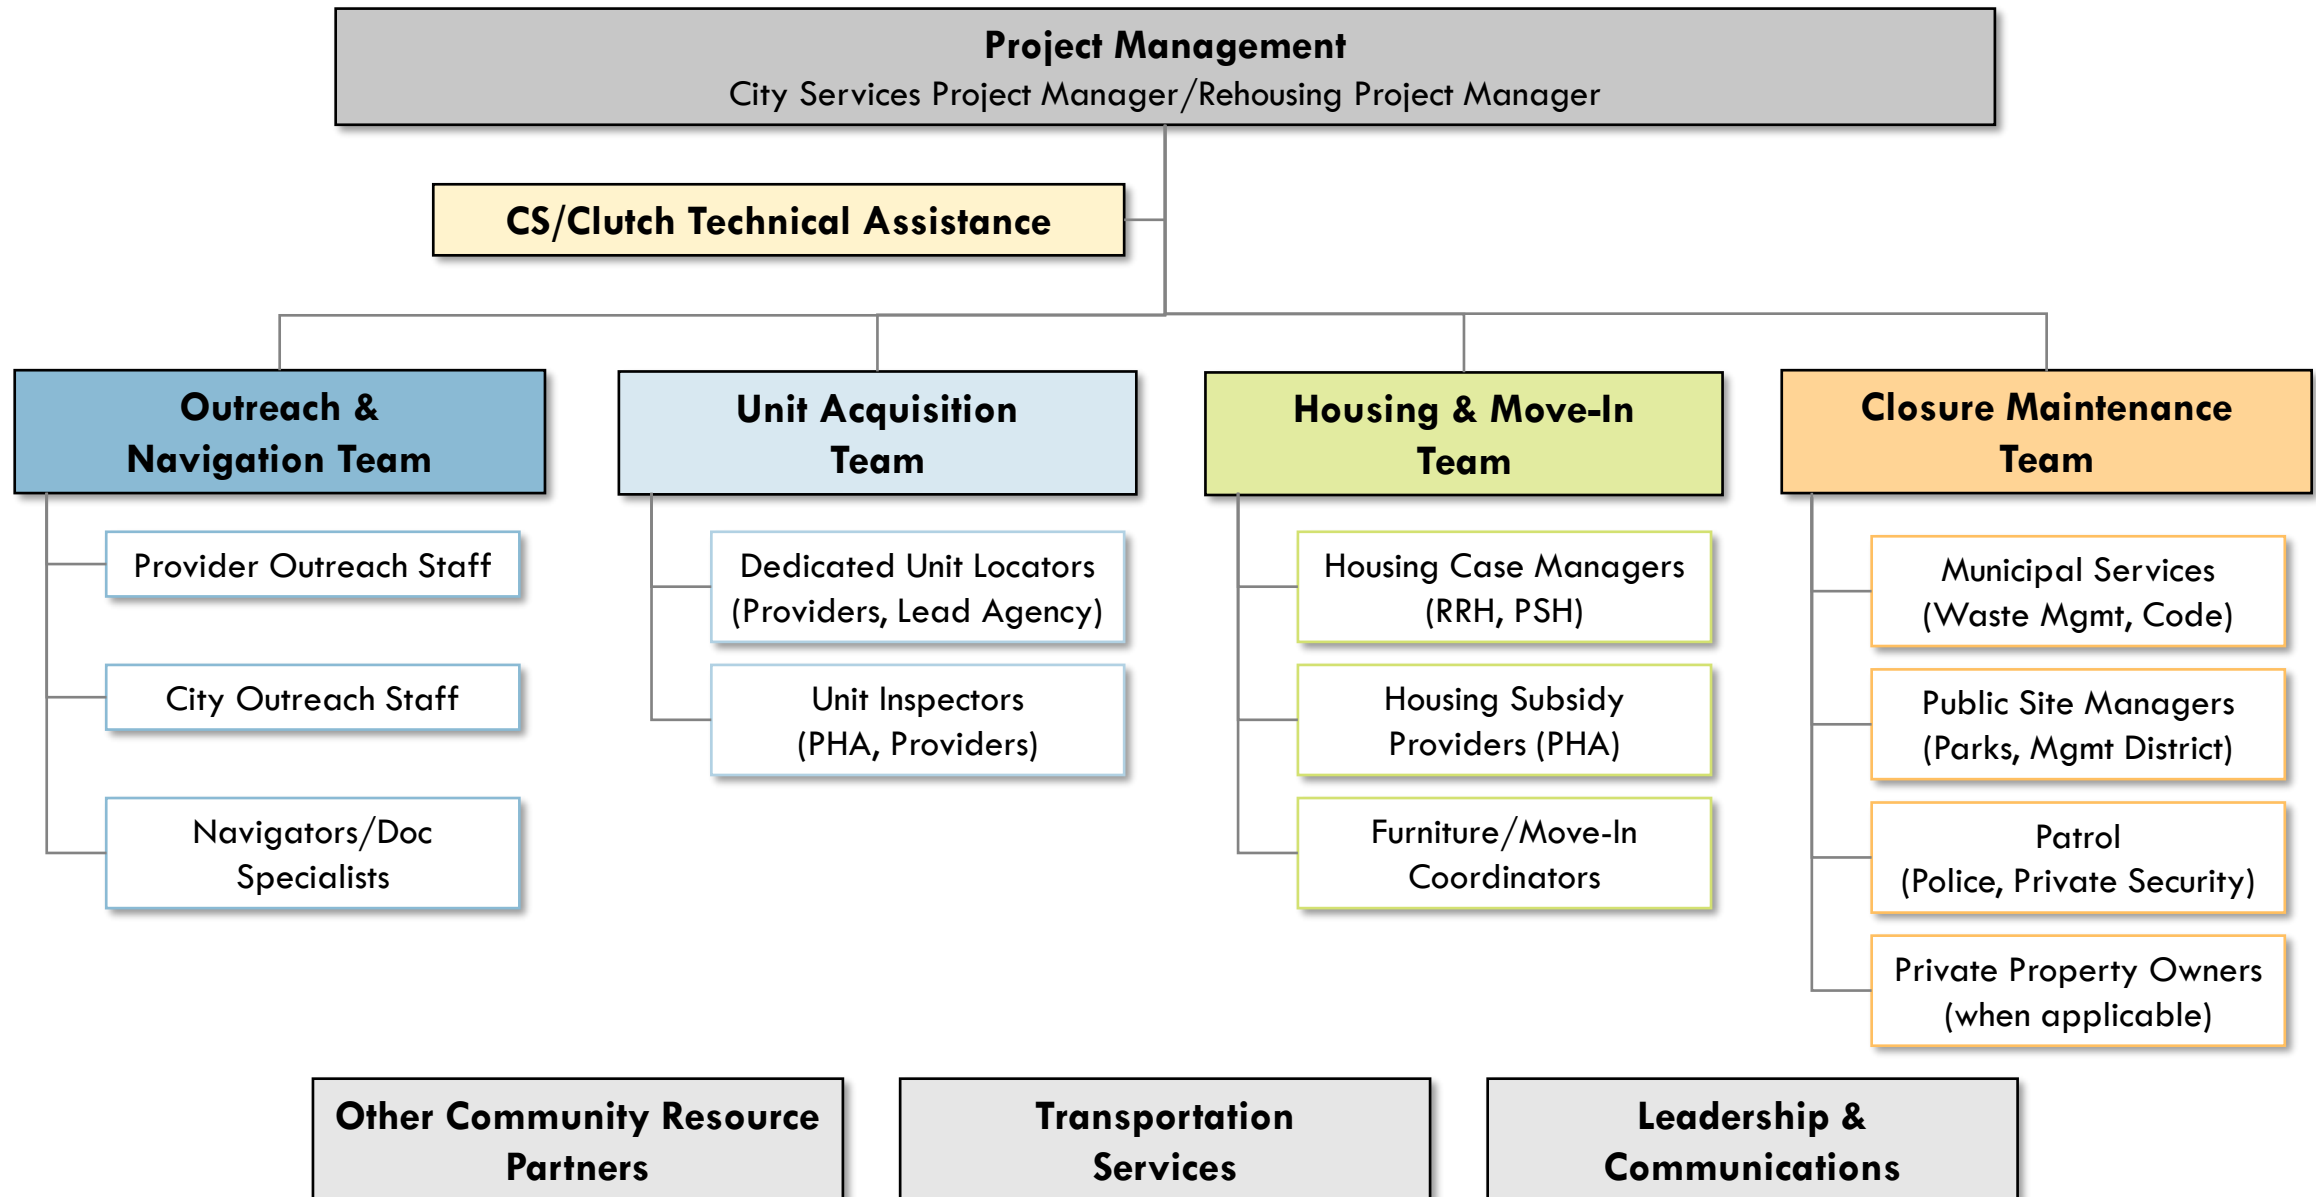 Project Management
City Services Project Manager/Rehousing Project Manager
CS/Clutch Technical Assistance
Outreach &
Navigation Team
Provider Outreach Staff
City Outreach Staff
Navigators/Doc
Specialists
Unit Acquisition
Team
Dedicated Unit Locators
(Providers, Lead Agency)
Unit Inspectors
(PHA, Providers)
Housing & Move-In
Team
Housing Case Managers
(RRH, PSH)
Housing Subsidy
Providers (PHA)
Furniture/Move-In
Coordinators
Closure Maintenance
Team
Municipal Services
(Waste Mgmt, Code)
Public Site Managers
(Parks, Mgmt District)
Patrol
(Police, Private Security)
Private Property Owners
(when applicable)
Other Community Resource
Partners
Transportation
Services
Leadership &
Communications